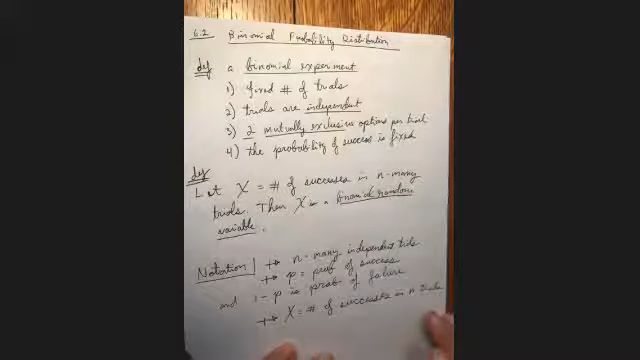 6.2 Binomial Probability Distribution
def a binomial experiment
1) fixed # of trials
2) trials are independent
3) 2 mutually exclusive options per trial
4) the probability of success is fixed
def
Let X = # of successes in n-many
trials. Then X is a binomial random
variable.
Notation n-many independent trials
p = prob of success
and 1-p is prob of failure
X = # of successes in n trials